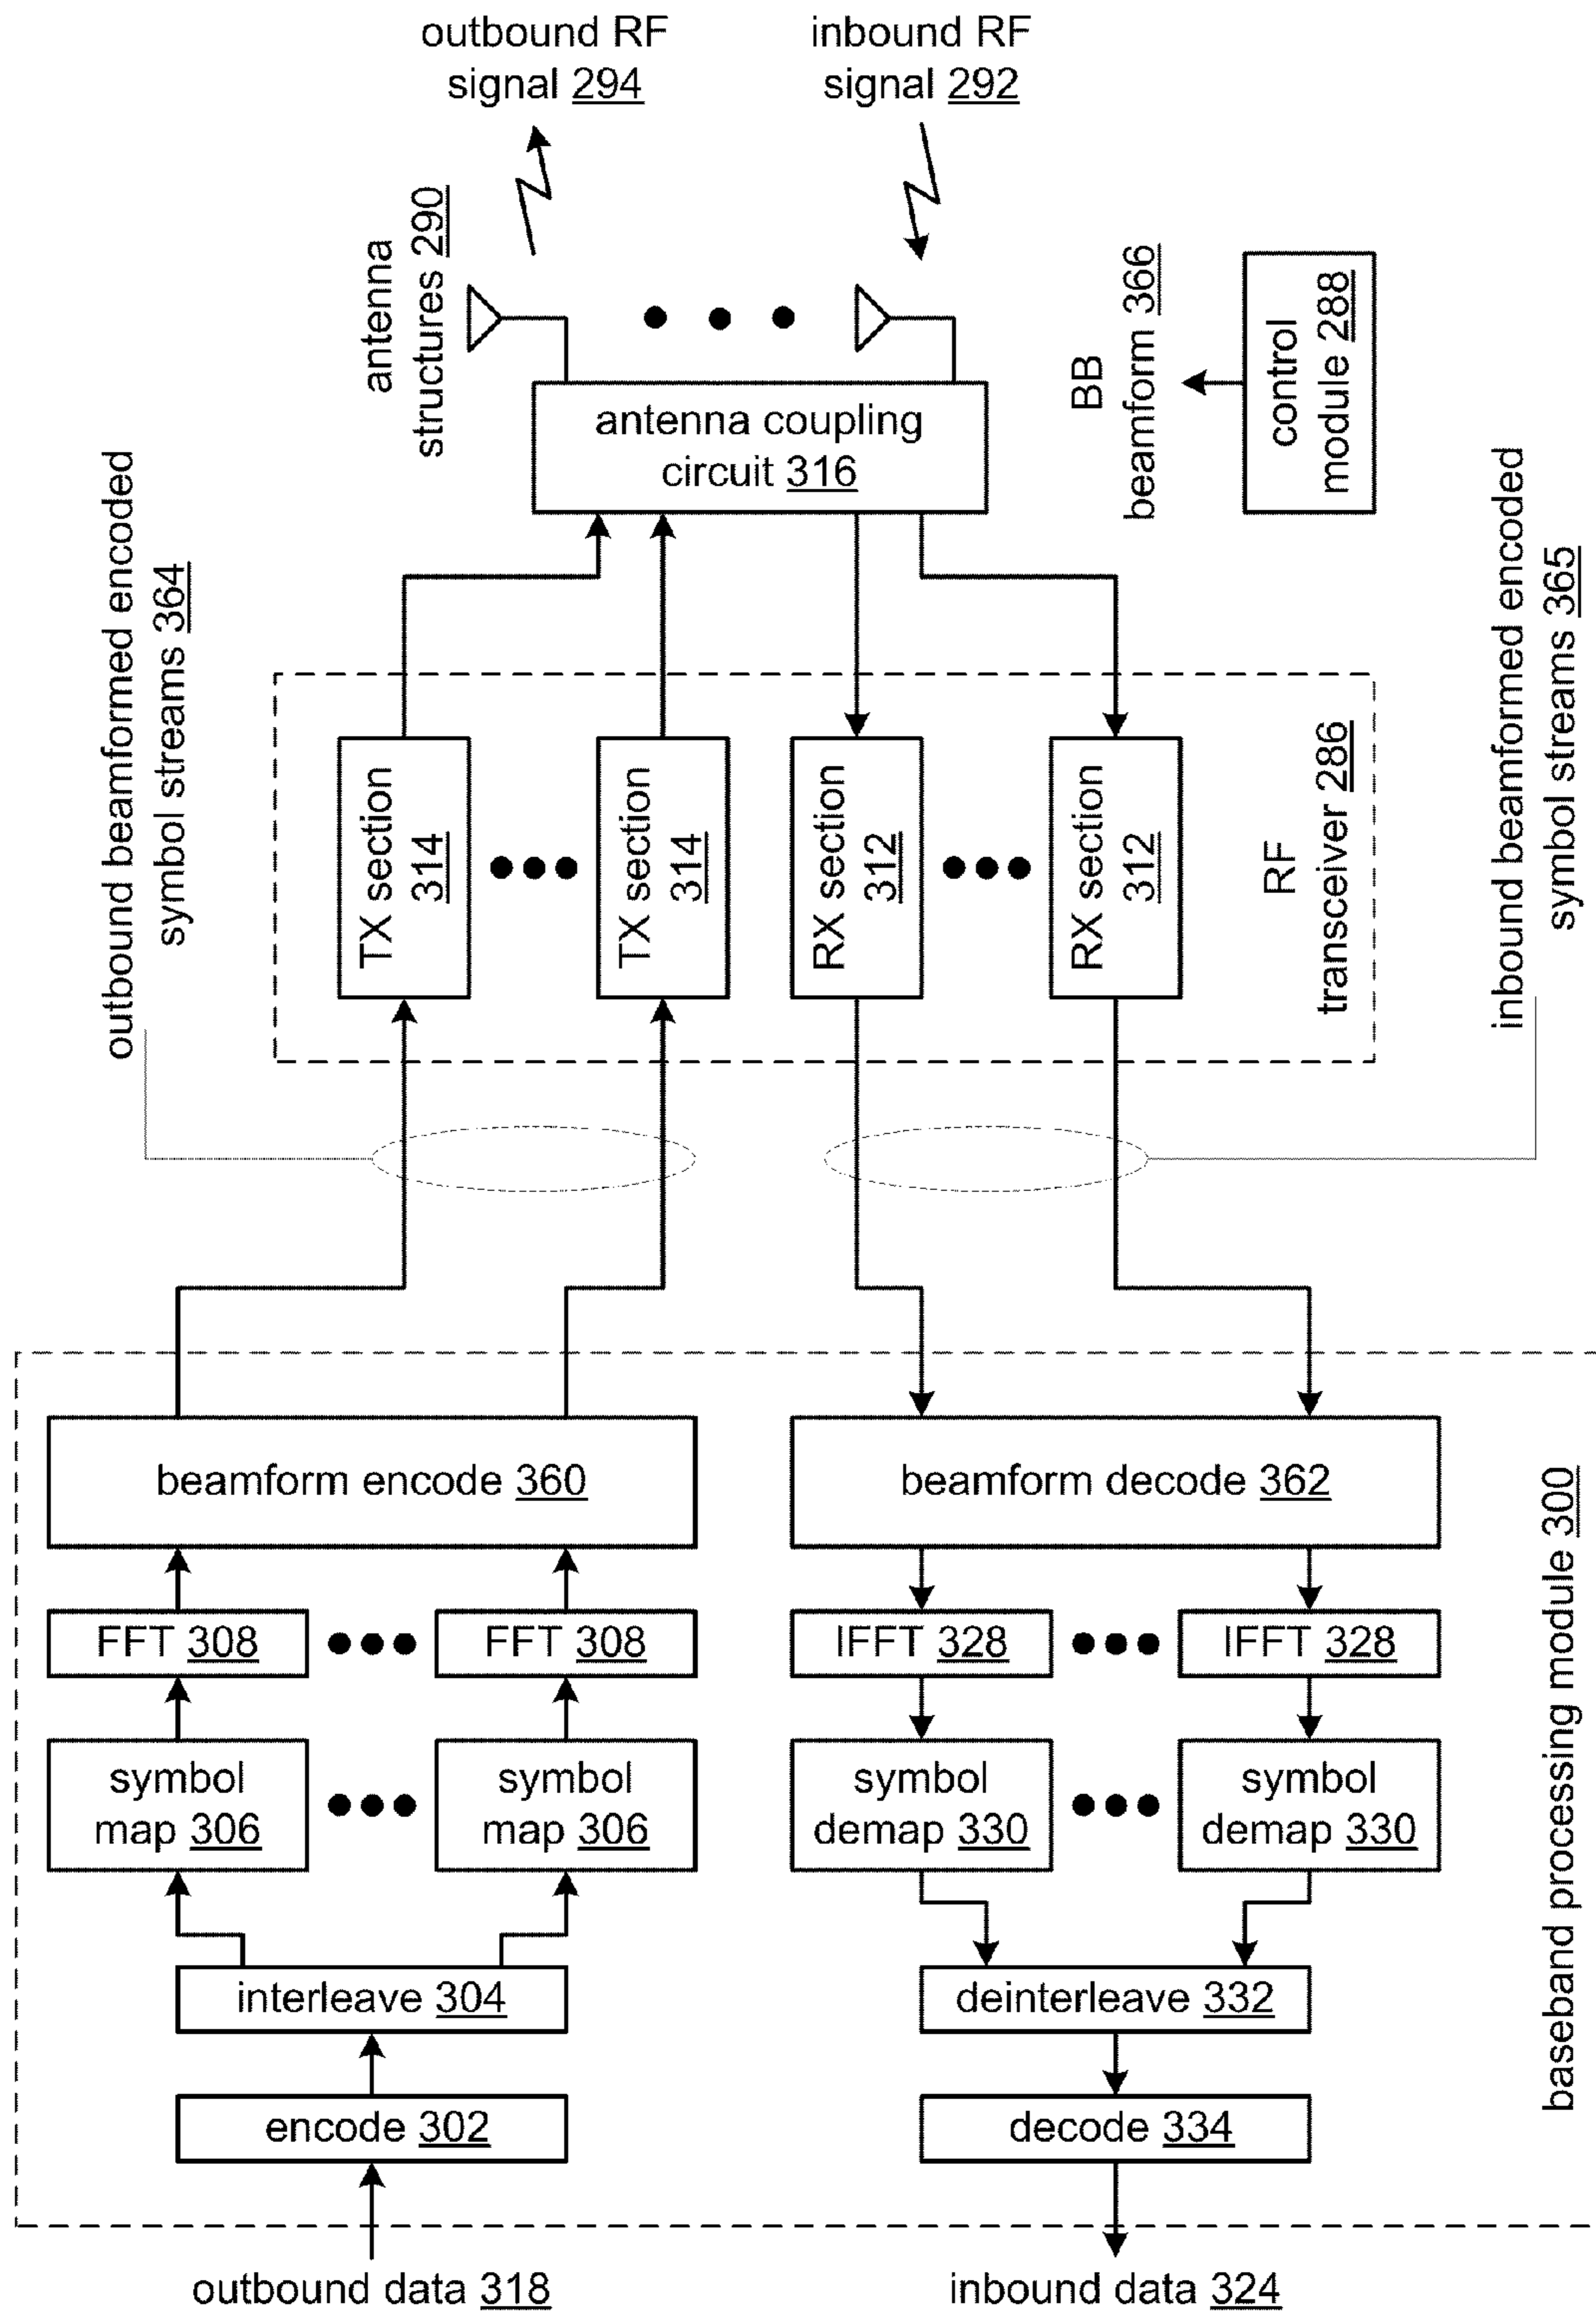 outbound RF
signal 294
inbound RF
signal 292
antenna
structures 290
antenna coupling
circuit 316
BB
beamform 366
control
module 288
outbound beamformed encoded
symbol streams 364
inbound beamformed encoded
symbol streams 365
TX section
314
TX section
314
RX section
312
RX section
312
RF
transceiver 286
beamform encode 360
beamform decode 362
FFT 308
FFT 308
IFFT 328
IFFT 328
symbol
map 306
symbol
map 306
symbol
demap 330
symbol
demap 330
interleave 304
deinterleave 332
encode 302
decode 334
baseband processing module 300
outbound data 318
inbound data 324